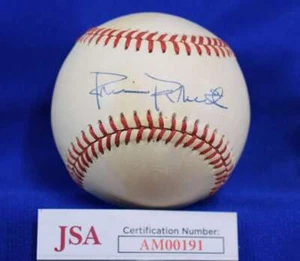 JSA
Certification Number:
AM00191